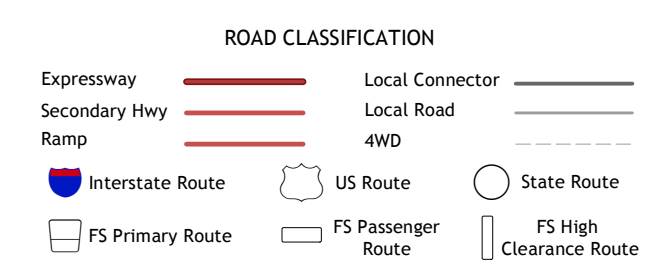 ROAD CLASSIFICATION
Expressway
Local Connector
Secondary Hwy
Local Road
Ramp
4WD
Interstate Route
US Route
State Route
FS Primary Route
FS Passenger
Route
FS High
Clearance Route